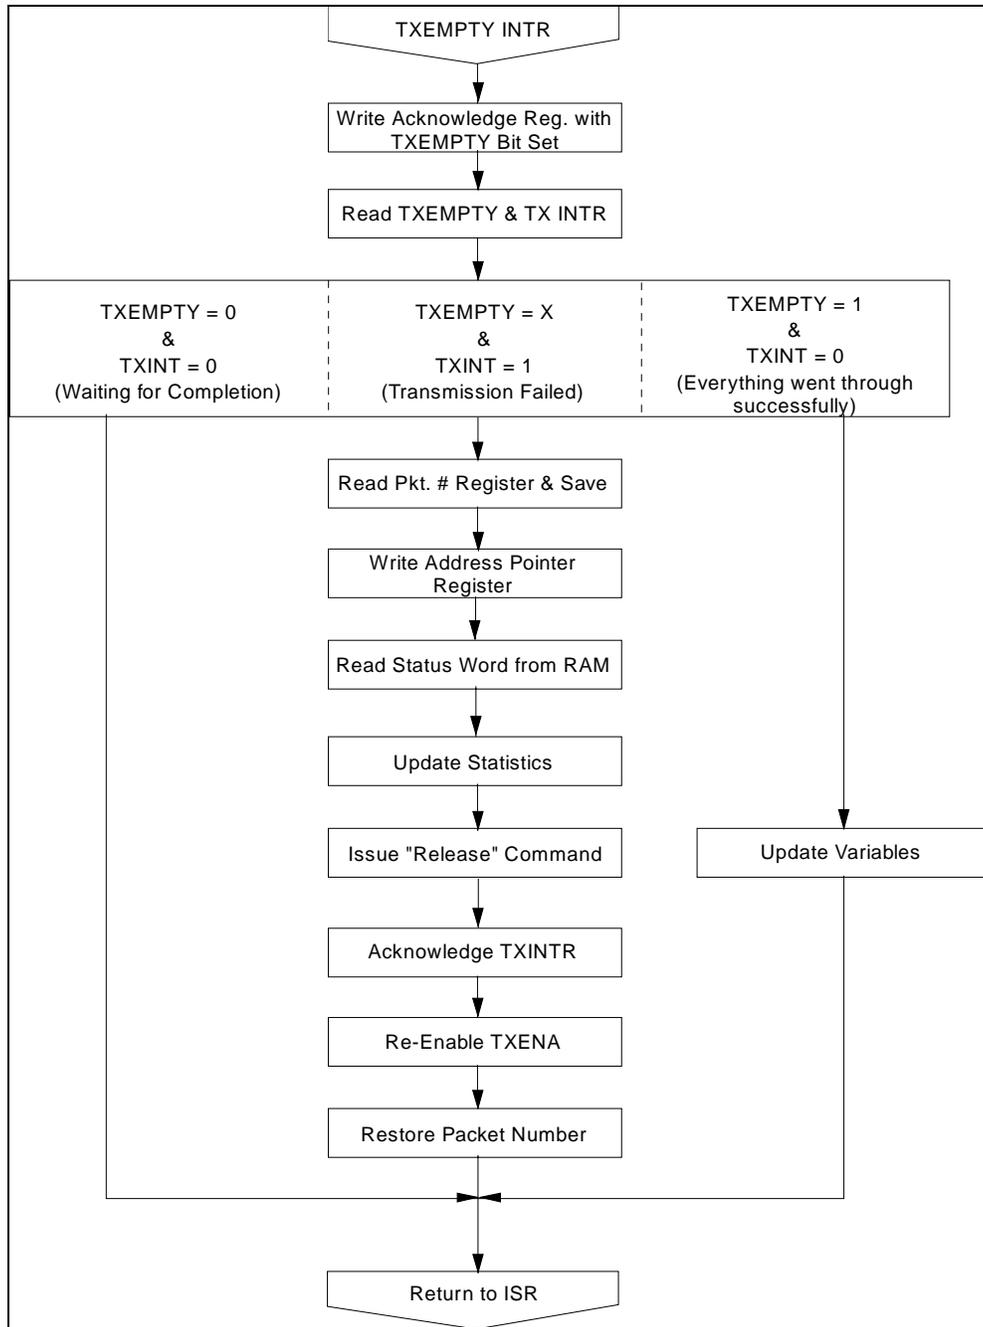 TXEMPTY INTR
Write Acknowledge Reg. with
TXEMPTY Bit Set
Read TXEMPTY & TX INTR
TXEMPTY = 0
&
TXINT = 0
(Waiting for Completion)
TXEMPTY = X
&
TXINT = 1
(Transmission Failed)
TXEMPTY = 1
&
TXINT = 0
(Everything went through
successfully)
Read Pkt. # Register & Save
Write Address Pointer
Register
Read Status Word from RAM
Update Statistics
Issue "Release" Command
Update Variables
Acknowledge TXINTR
Re-Enable TXENA
Restore Packet Number
Return to ISR